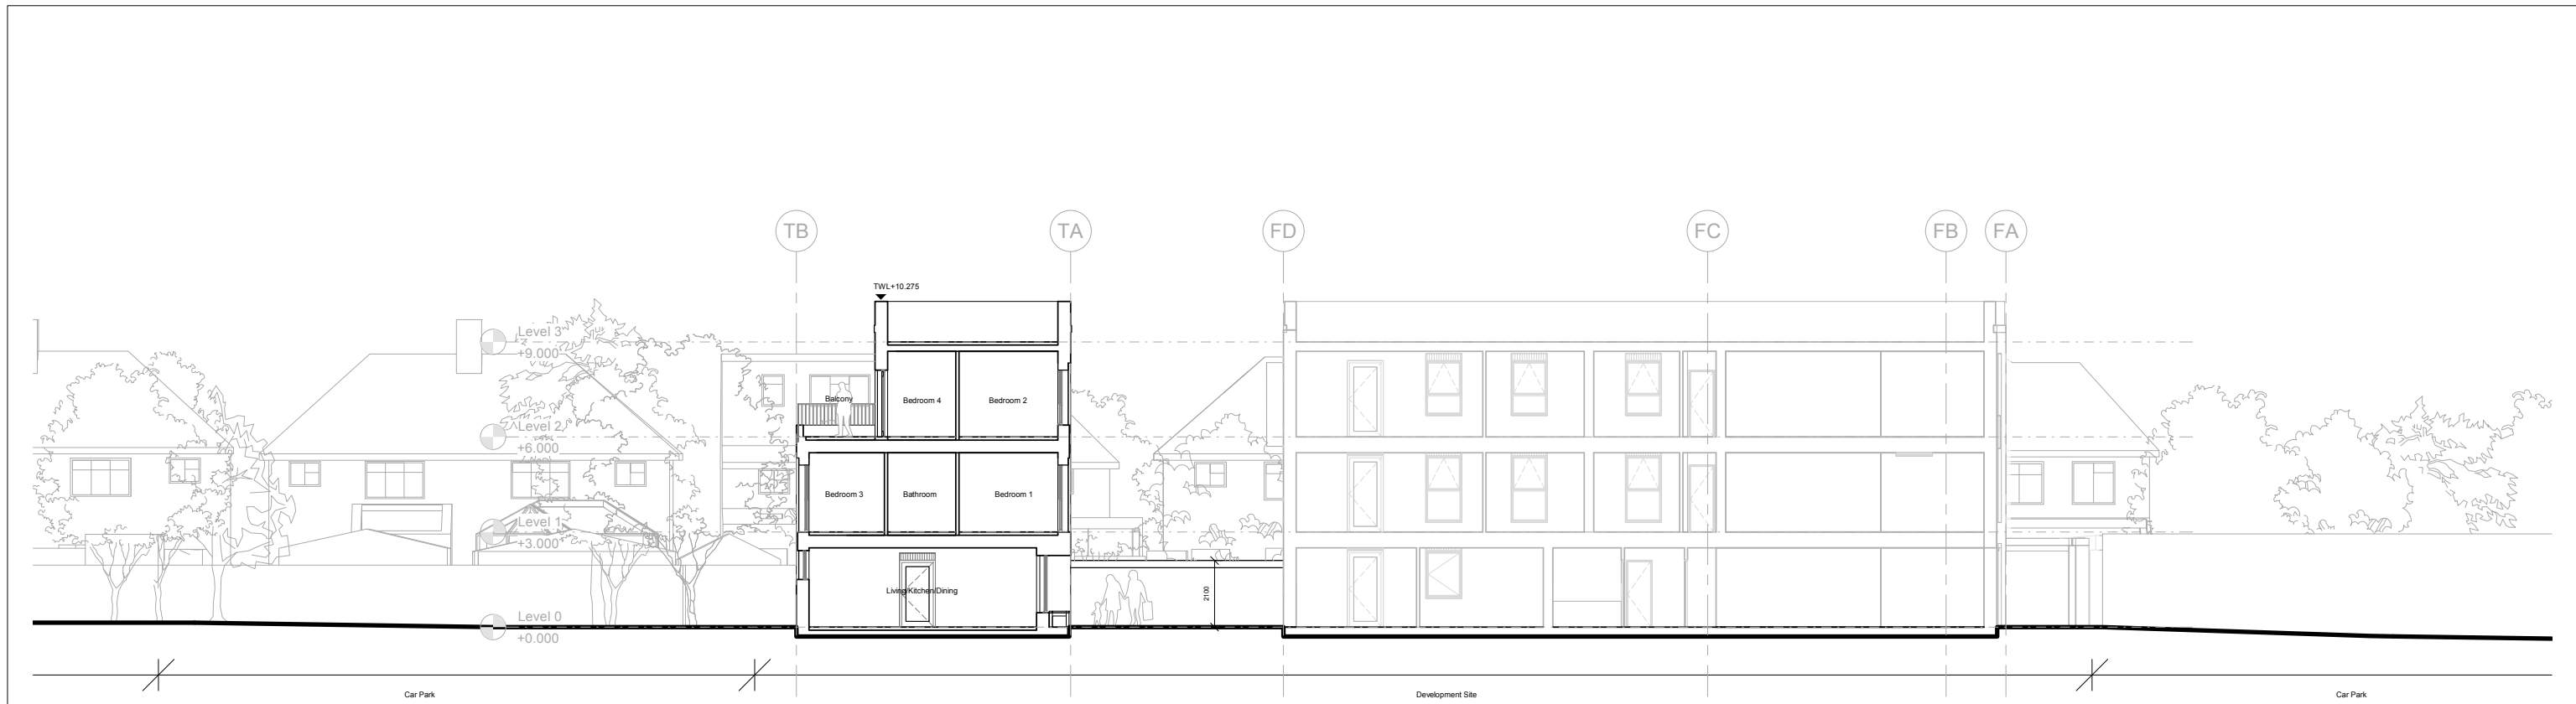 TB
TA
FD
FC
FB
FA
TWL+10.275
Level 3
+9.000
Balcony
Bedroom 4
Bedroom 2
Level 2
+6.000
Bedroom 3
Bathroom
Bedroom 1
Level 1
+3.000
Living/Kitchen/Dining
2100
Level 0
+0.000
Car Park
Development Site
Car Park